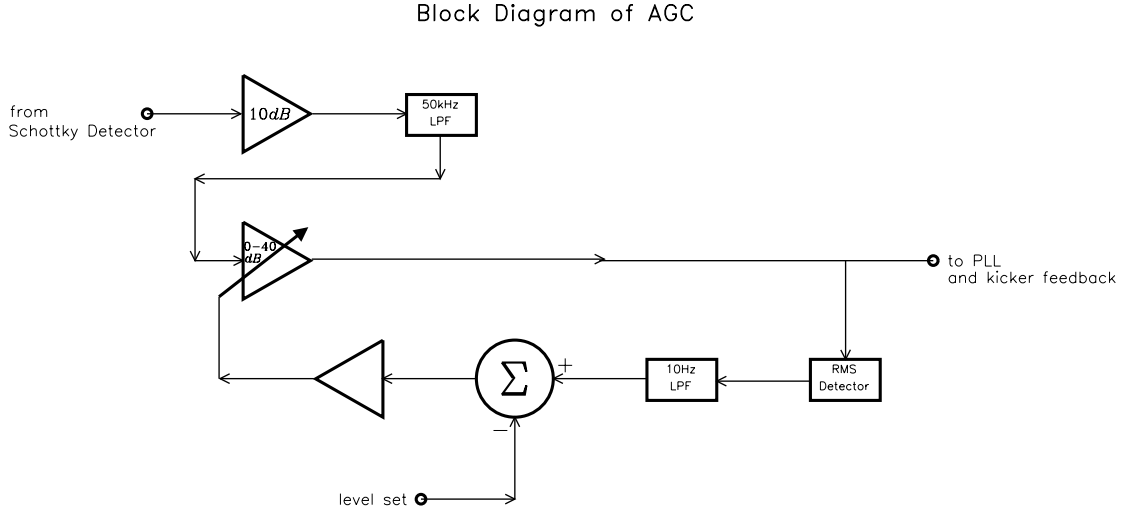 Block Diagram of AGC
from
Schottky Detector
10dB
50kHz
LPF
0-40
dB
to PLL
and kicker feedback
Σ
+
−
10Hz
LPF
RMS
Detector
level set